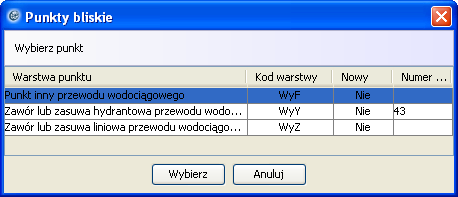 Punkty bliskie
Wybierz punkt
Warstwa punktu Kod warstwy Nowy Numer ...
Punkt inny przewodu wodociągowego WyF Nie
Zawór lub zasuwa hydrantowa przewodu wodo... WyY Nie 43
Zawór lub zasuwa liniowa przewodu wodociągo... WyZ Nie
Wybierz Anuluj